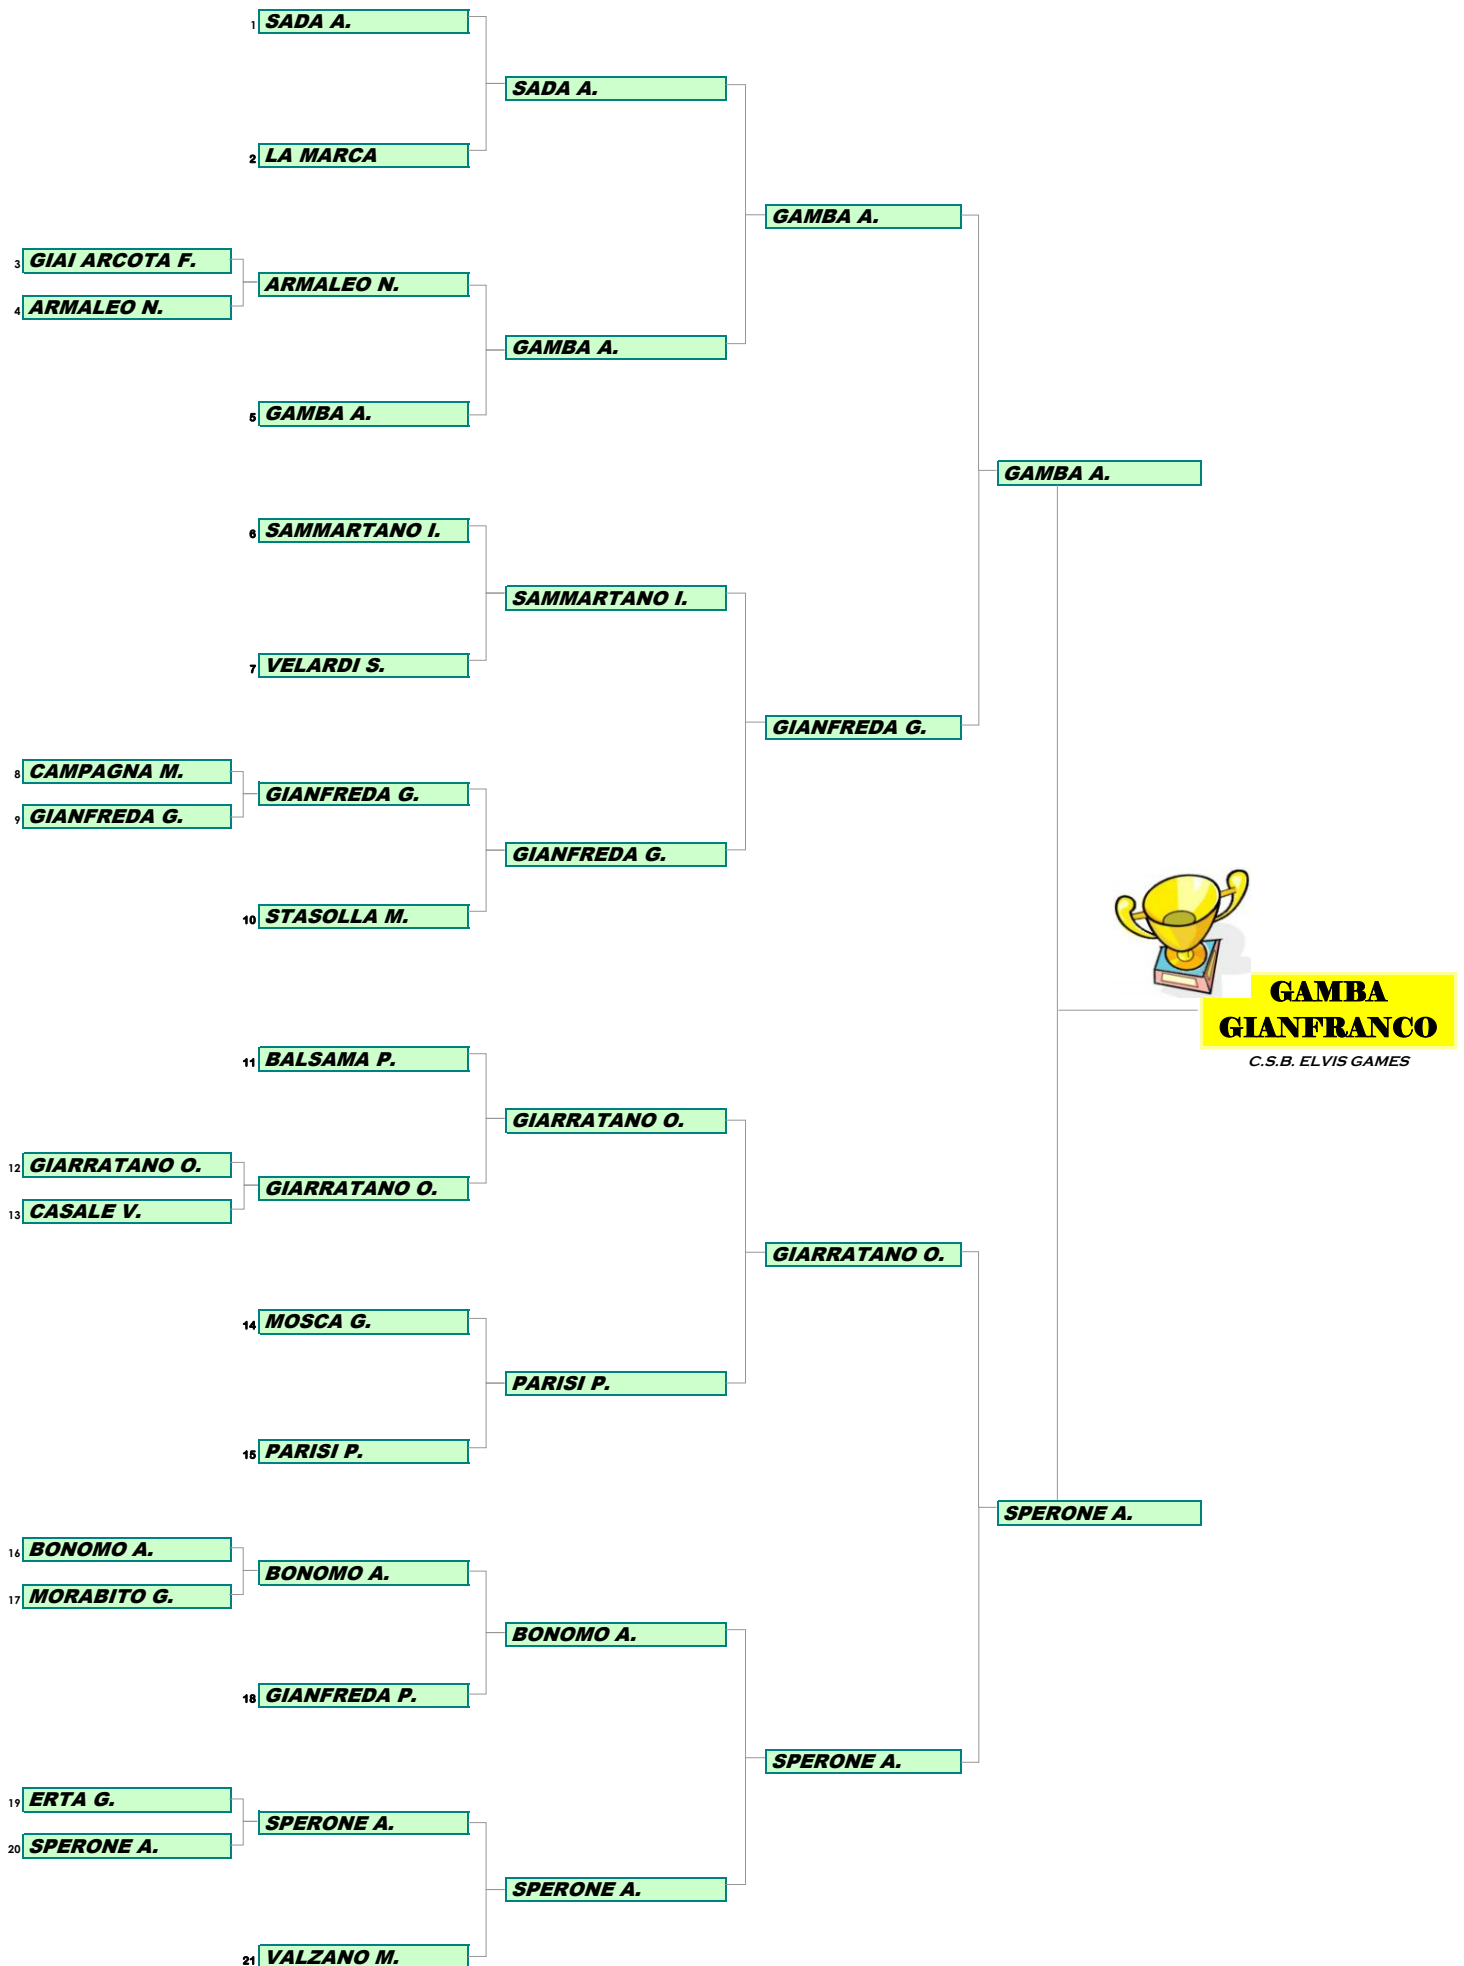 1 SADA A.
SADA A.
2 LA MARCA
GAMBA A.
3 GIAI ARCOTA F.
ARMALEO N.
4 ARMALEO N.
GAMBA A.
5 GAMBA A.
GAMBA A.
6 SAMMARTANO I.
SAMMARTANO I.
7 VELARDI S.
GIANFREDA G.
8 CAMPAGNA M.
GIANFREDA G.
9 GIANFREDA G.
GIANFREDA G.
10 STASOLLA M.
GAMBA
GIANFRANCO
C.S.B. ELVIS GAMES
11 BALSAMA P.
GIARRATANO O.
12 GIARRATANO O.
GIARRATANO O.
13 CASALE V.
GIARRATANO O.
14 MOSCA G.
PARISI P.
15 PARISI P.
SPERONE A.
16 BONOMO A.
BONOMO A.
17 MORABITO G.
BONOMO A.
18 GIANFREDA P.
SPERONE A.
19 ERTA G.
SPERONE A.
20 SPERONE A.
SPERONE A.
21 VALZANO M.